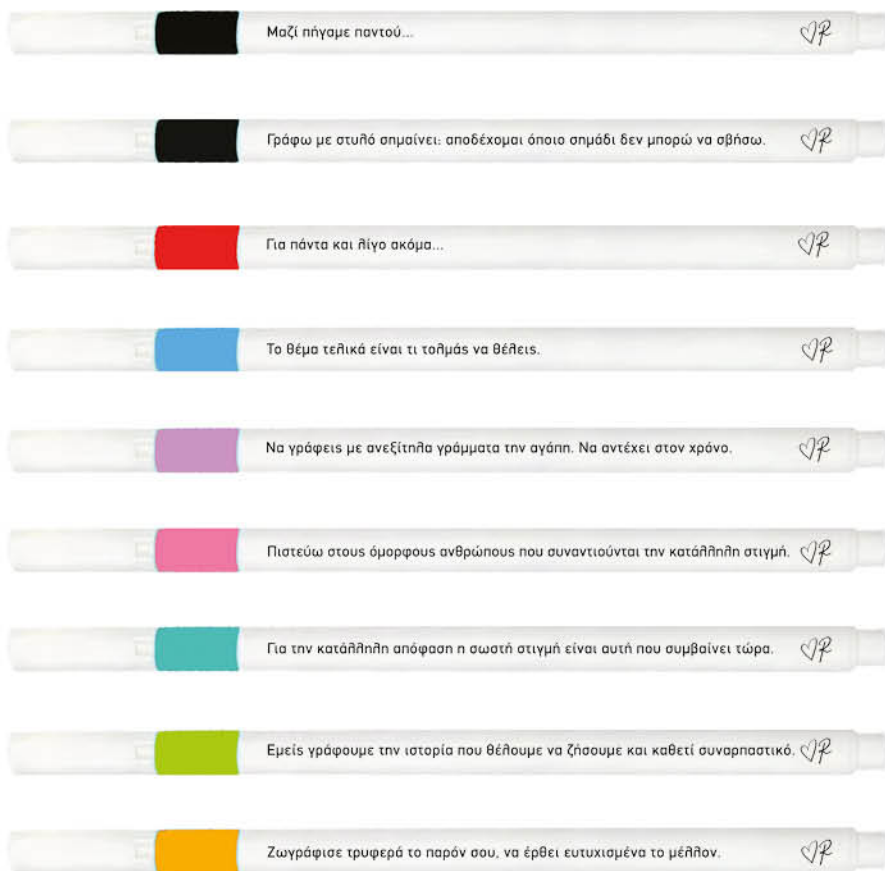 Μαζί πήγαμε παντού...
Γράφω με στυλό σημαίνει: αποδέχομαι όποιο σημάδι δεν μπορώ να σβήσω.
Για πάντα και λίγο ακόμα...
Το θέμα τελικά είναι τι τολμάς να θέλεις.
Να γράφεις με ανεξίτηλα γράμματα την αγάπη. Να αντέχει στον χρόνο.
Πιστεύω στους όμορφους ανθρώπους που συναντιούνται την κατάλληλη στιγμή.
Για την κατάλληλη απόφαση η σωστή στιγμή είναι αυτή που συμβαίνει τώρα.
Εμείς γράφουμε την ιστορία που θέλουμε να ζήσουμε και καθετί συναρπαστικό.
Ζωγράφισε τρυφερά το παρόν σου, να έρθει ευτυχισμένα το μέλλον.